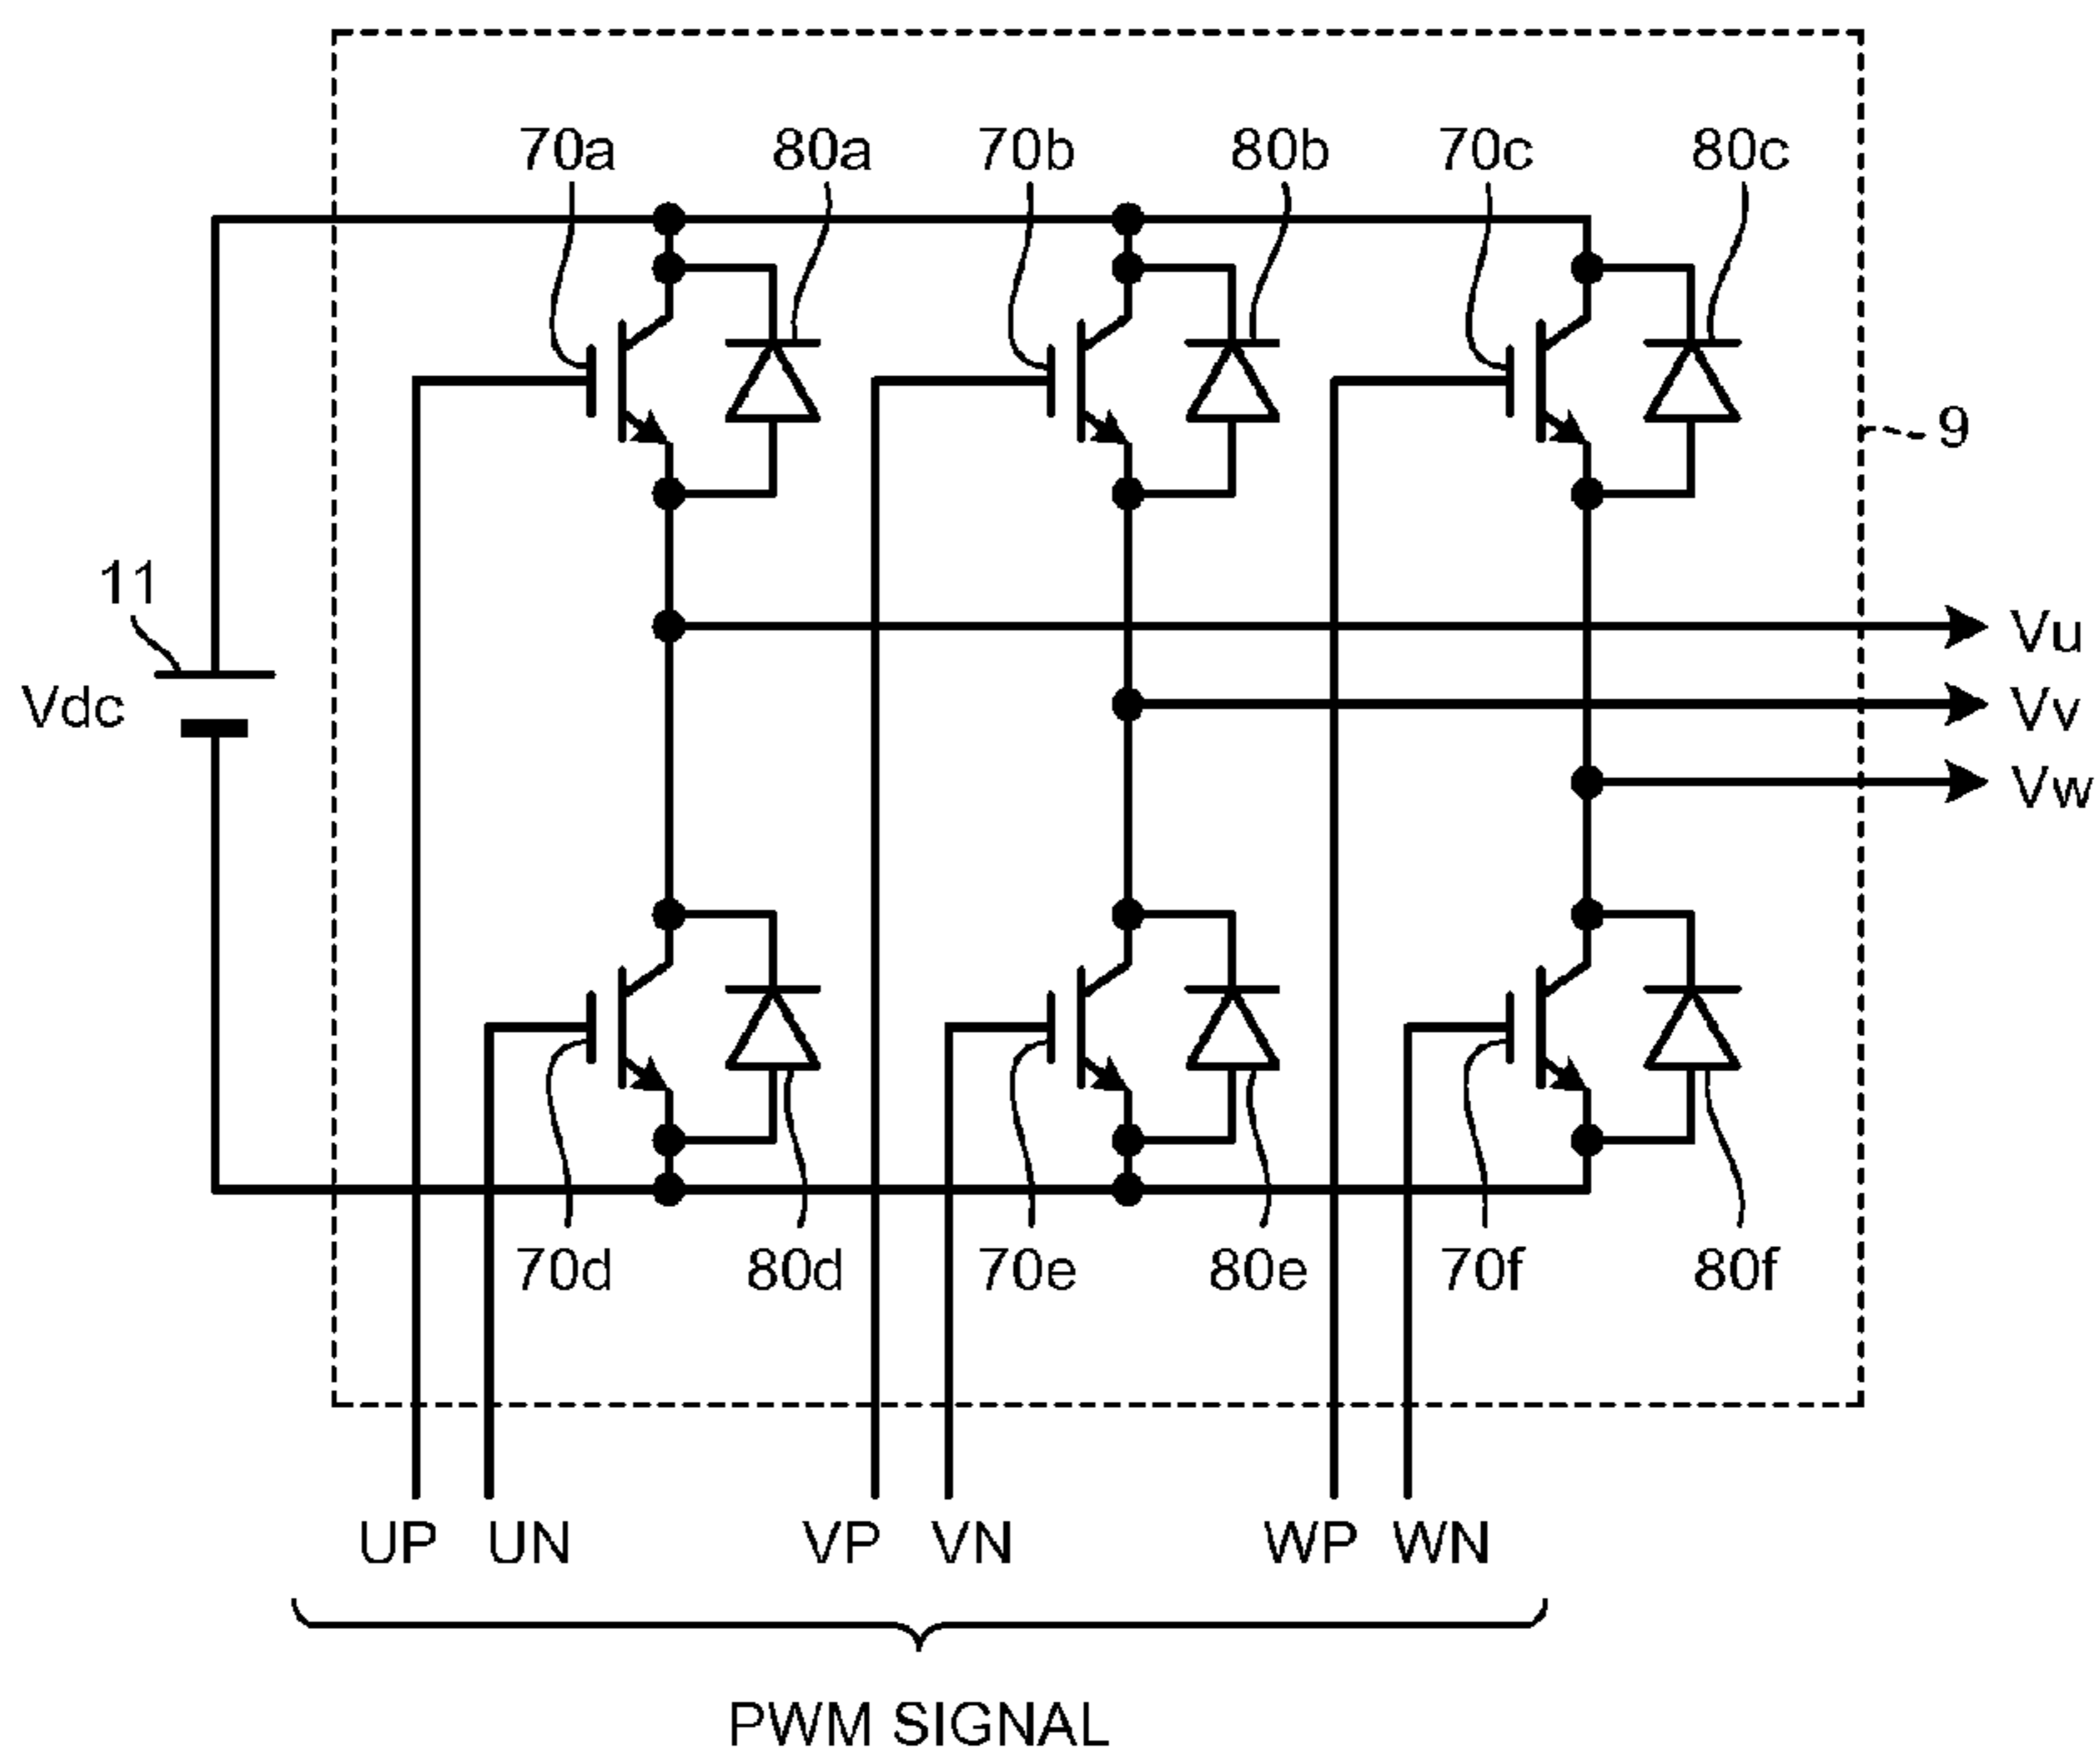 70a 80a 70b 80b 70c 80c
9
11
Vdc
Vu
Vv
Vw
70d 80d 70e 80e 70f 80f
UP UN VP VN WP WN
PWM SIGNAL